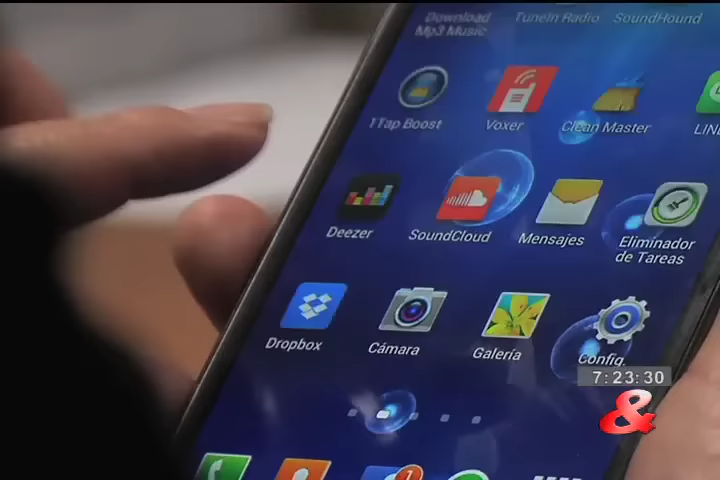 Download
Mp3 Music
TuneIn Radio
SoundHound
1Tap Boost
Voxer
Clean Master
LIN
Deezer
SoundCloud
Mensajes
Eliminador
de Tareas
Dropbox
Cámara
Galería
Config.
7:23:30
&